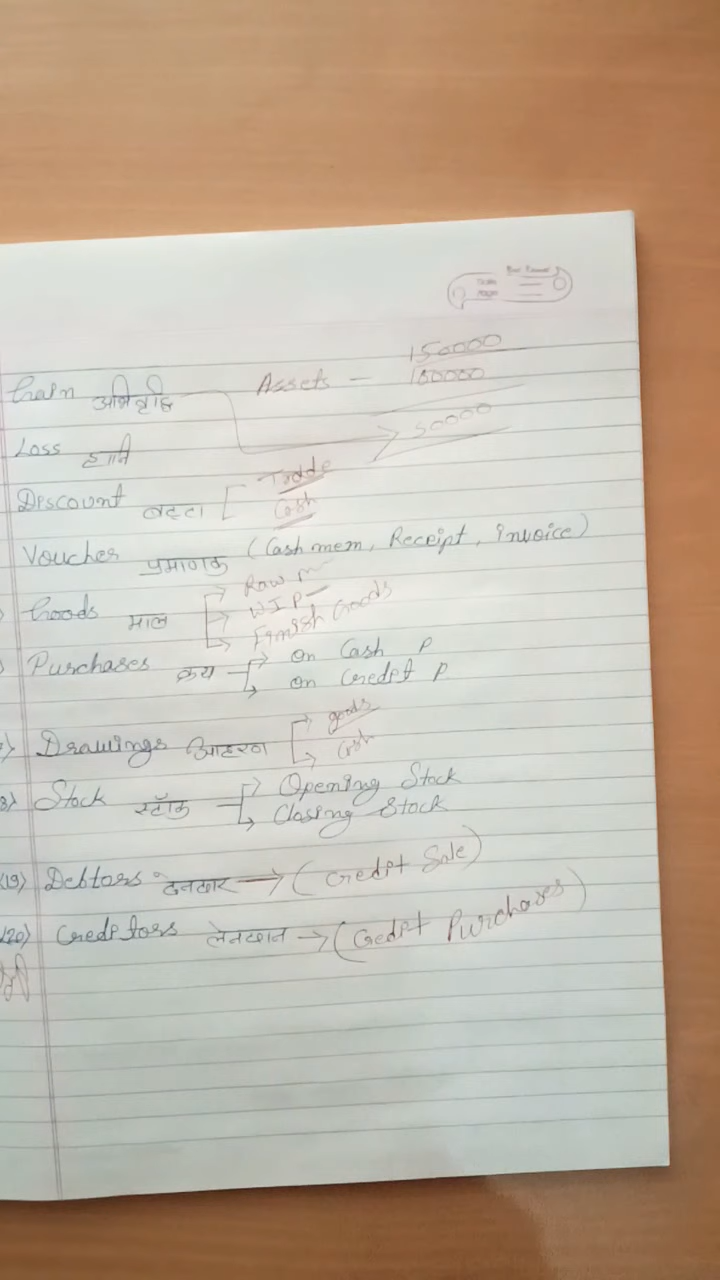 150000
Gain अभिवृद्धि Assets - 100000
50000
Loss हानि
Discount बट्टा Trade
Cash
Voucher प्रमाणक (Cash mem, Receipt, Invoice)
Goods माल Raw m
WIP
Finish Goods
Purchases क्रय on Cash P
on Credit P
Drawings आहरण goods
Cash
8) Stock स्टॉक Opening Stock
Closing Stock
(19) Debtors देनदार → (Credit Sale)
(20) Creditors लेनदार → (Credit Purchases)